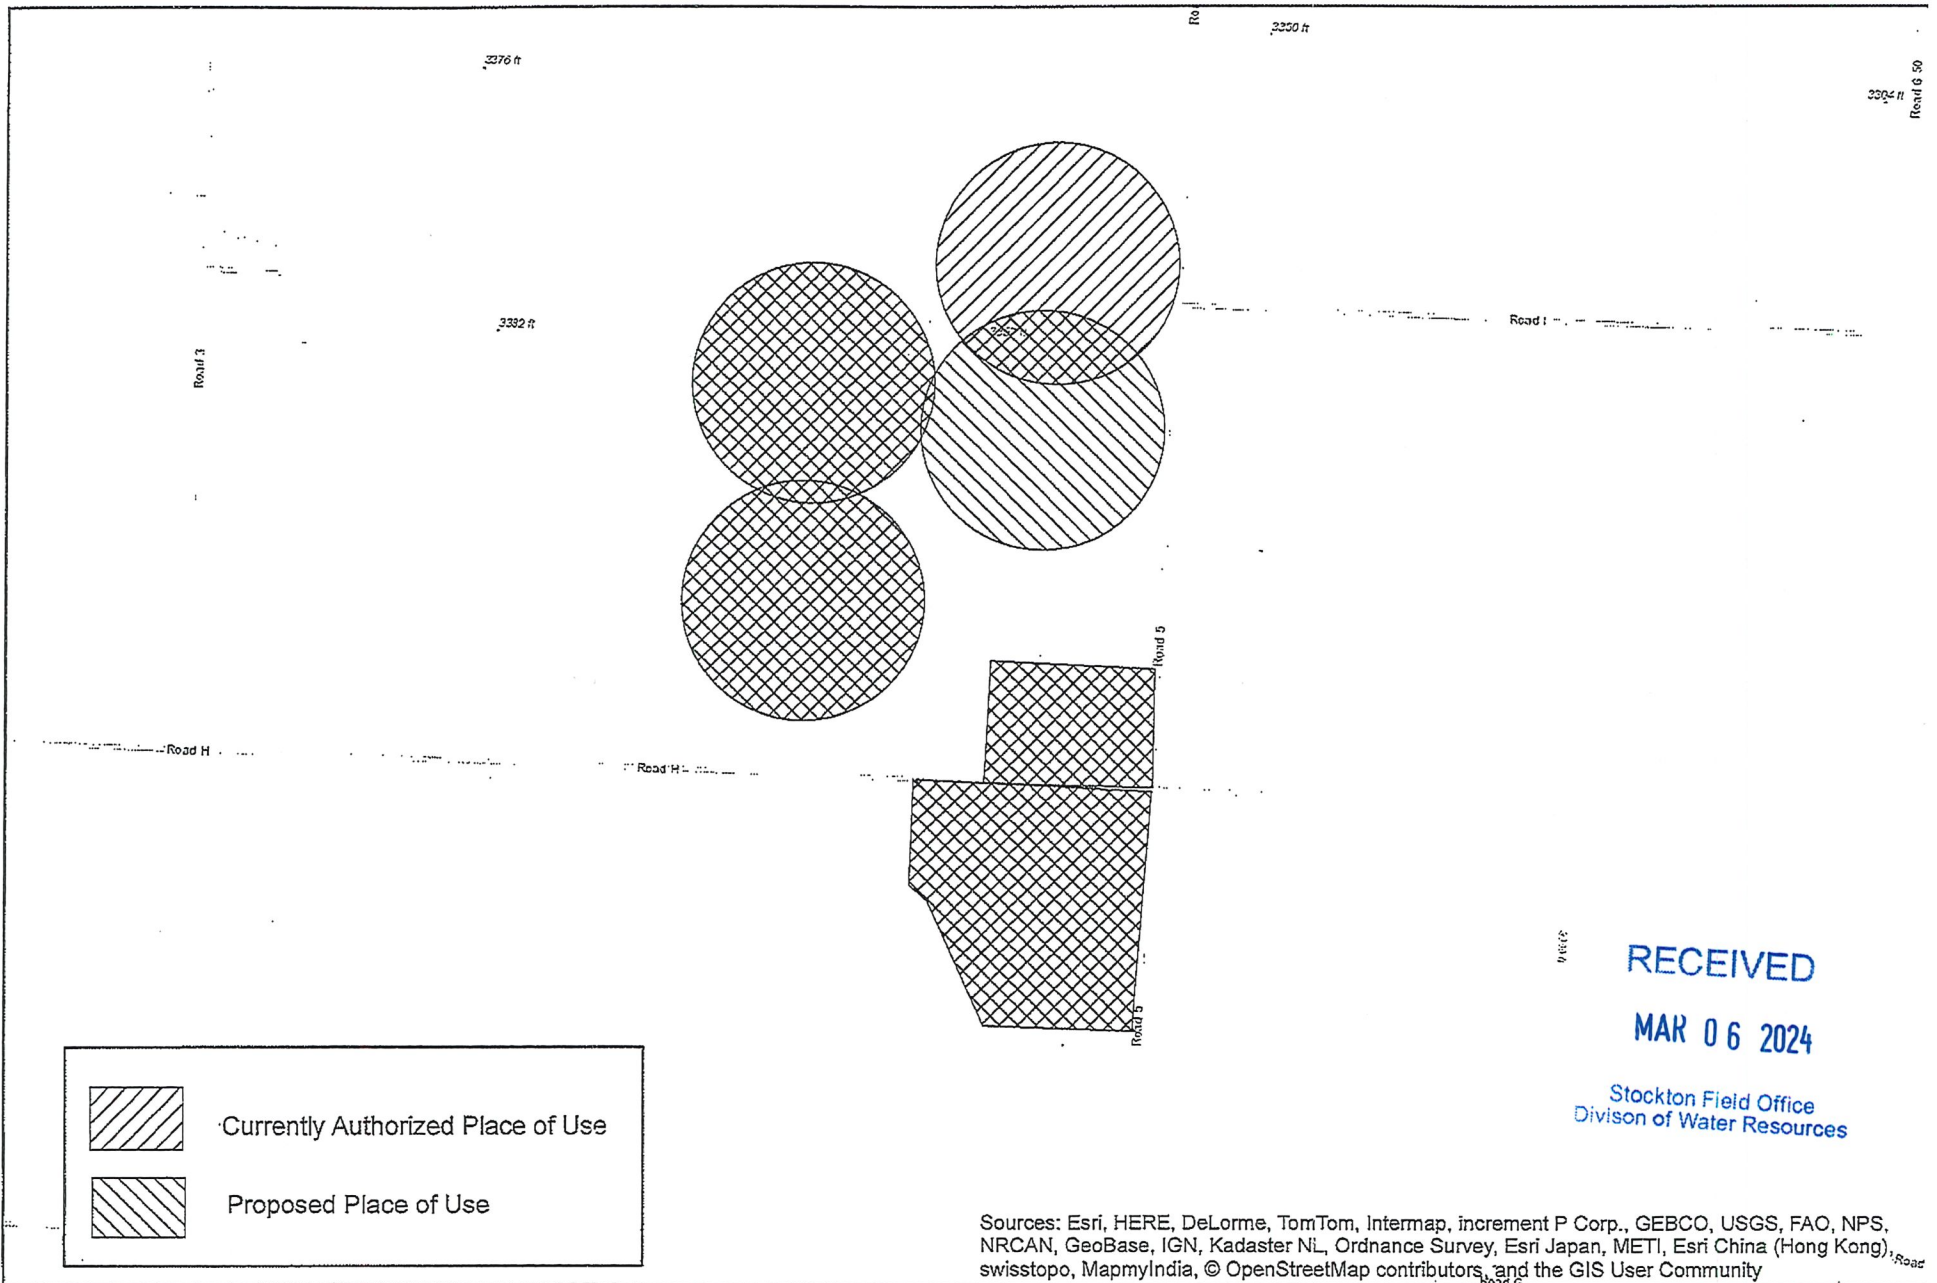 Ro
3350 ft
3376 ft
Road G 50
3304 ft
3382 ft
Road I
Road 3
Road 5
Road H
Road H
RECEIVED
MAR 06 2024
Stockton Field Office
Divison of Water Resources
Road 5
Currently Authorized Place of Use
Proposed Place of Use
Sources: Esri, HERE, DeLorme, TomTom, Intermap, increment P Corp., GEBCO, USGS, FAO, NPS,
NRCAN, GeoBase, IGN, Kadaster NL, Ordnance Survey, Esri Japan, METI, Esri China (Hong Kong),
Road
swisstopo, MapmyIndia, © OpenStreetMap contributors, and the GIS User Community